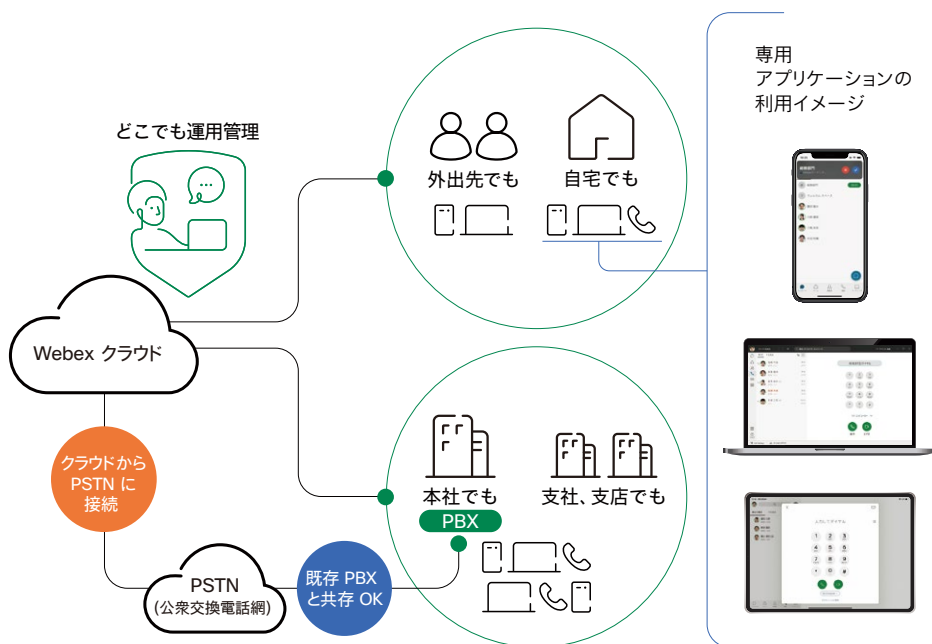 専用
アプリケーションの
利用イメージ
どこでも運用管理
外出先でも
自宅でも
Webex クラウド
クラウドから
PSTN に
接続
本社でも
支社、支店でも
PBX
PSTN
(公衆交換電話網)
既存 PBX
と共存 OK